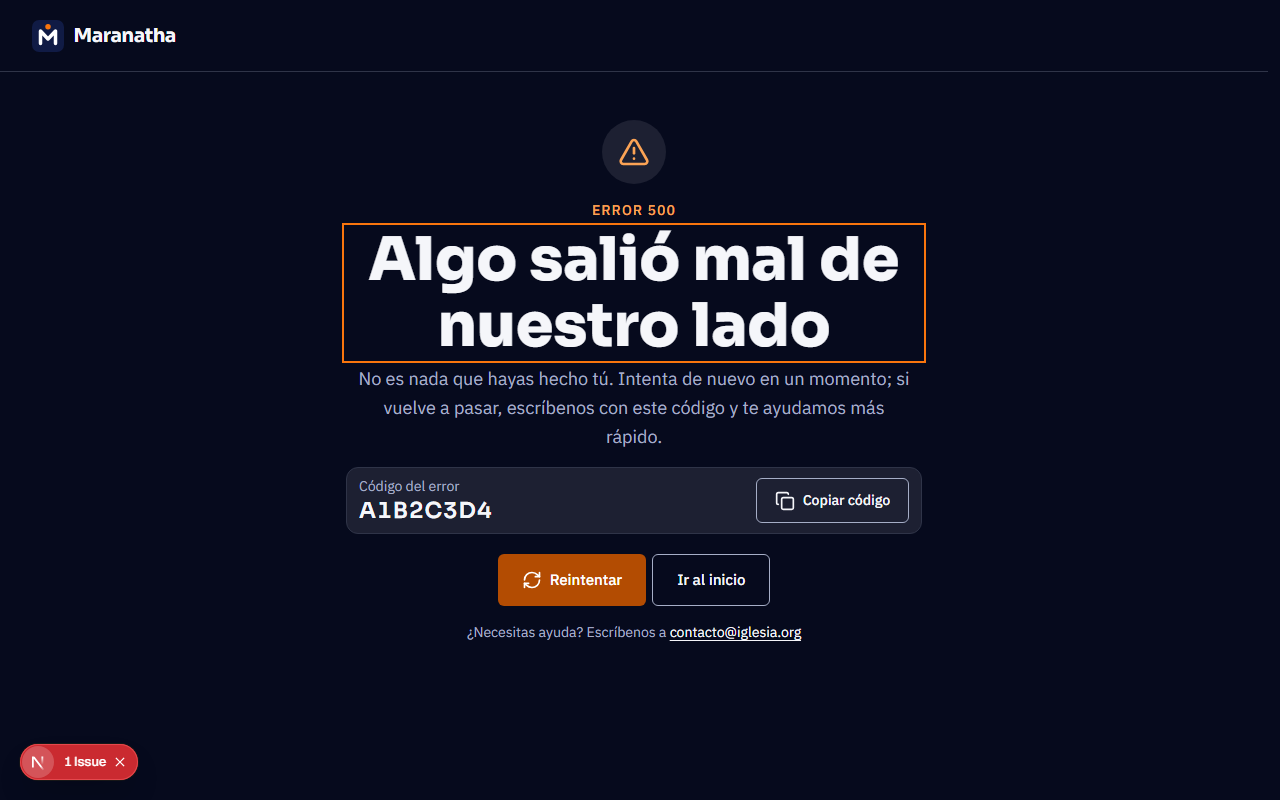 Maranatha
ERROR 500
Algo salió mal de
nuestro lado
No es nada que hayas hecho tú. Intenta de nuevo en un momento; si
vuelve a pasar, escríbenos con este código y te ayudamos más
rápido.
Código del error
A1B2C3D4
Copiar código
Reintentar
Ir al inicio
¿Necesitas ayuda? Escríbenos a contacto@iglesia.org
N 1 Issue